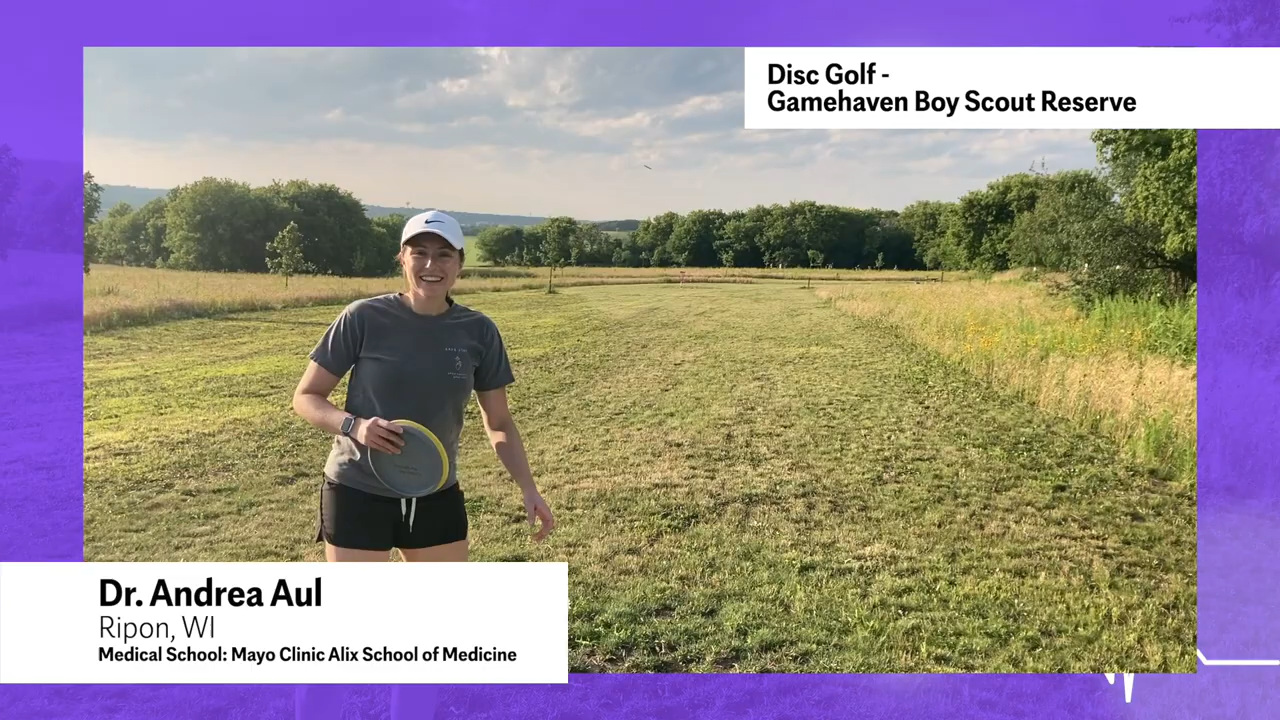 Disc Golf -
Gamehaven Boy Scout Reserve
Dr. Andrea Aul
Ripon, WI
Medical School: Mayo Clinic Alix School of Medicine